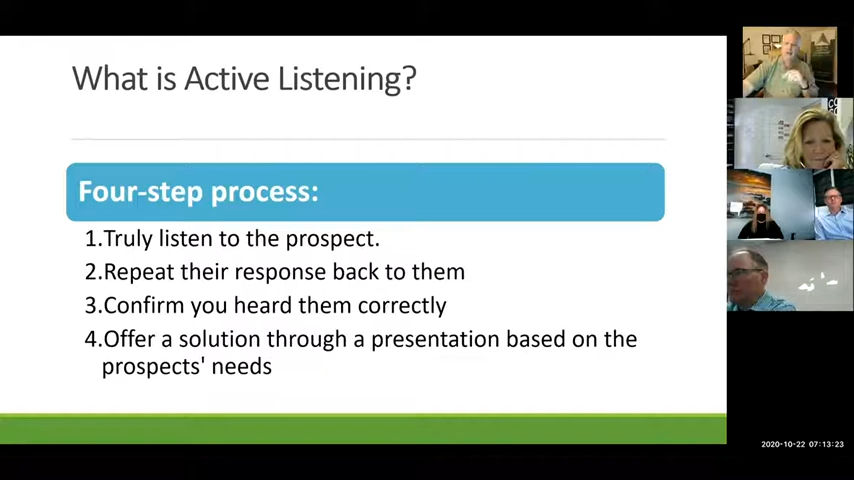 What is Active Listening?
Four-step process:
1.Truly listen to the prospect.
2.Repeat their response back to them
3.Confirm you heard them correctly
4.Offer a solution through a presentation based on the
prospects' needs
2020-10-22 07:13:23